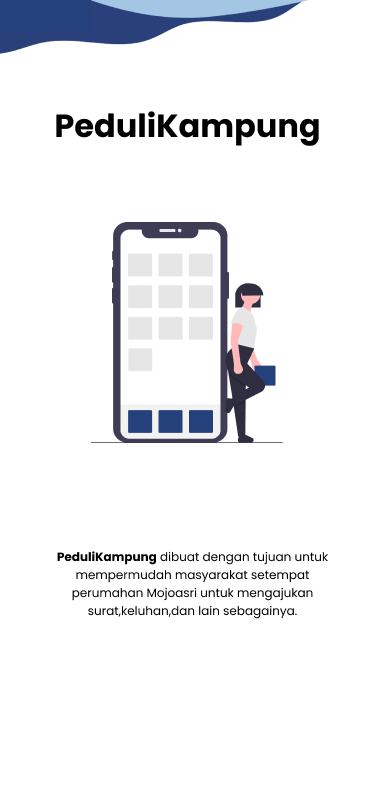 PeduliKampung
PeduliKampung dibuat dengan tujuan untuk
mempermudah masyarakat setempat
perumahan Mojoasri untuk mengajukan
surat,keluhan,dan lain sebagainya.